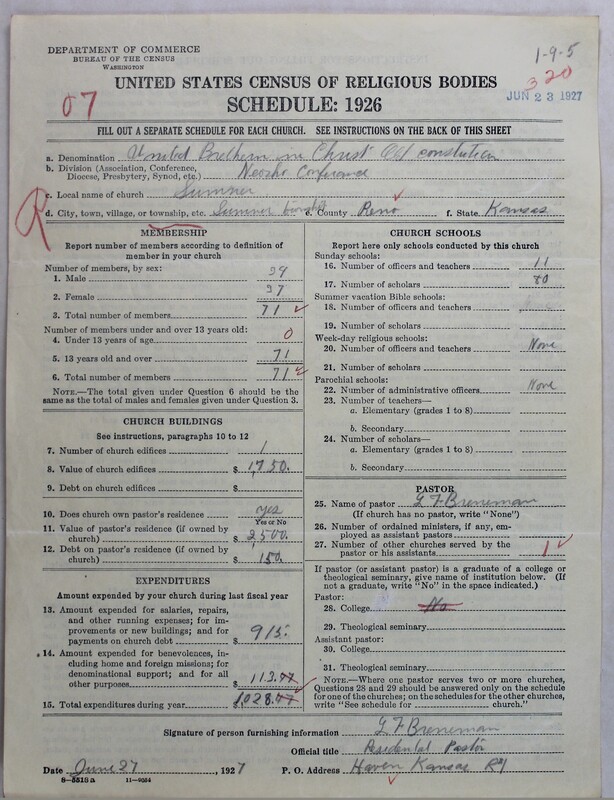 DEPARTMENT OF COMMERCE
BUREAU OF THE CENSUS
WASHINGTON
1-9-5
320
JUN 23 1927
07
UNITED STATES CENSUS OF RELIGIOUS BODIES
SCHEDULE: 1926
FILL OUT A SEPARATE SCHEDULE FOR EACH CHURCH. SEE INSTRUCTIONS ON THE BACK OF THIS SHEET
a. Denomination United Brethern in Christ Old constution
b. Division (Association, Conference, Diocese, Presbytery, Synod, etc.) Neosho Conference
c. Local name of church Sumner
d. City, town, village, or township, etc. Sumner township e. County Reno f. State Kansas
R
MEMBERSHIP
Report number of members according to definition of
member in your church
Number of members, by sex:
1. Male 34
2. Female 37
3. Total number of members 71
Number of members under and over 13 years old:
4. Under 13 years of age 0
5. 13 years old and over 71
6. Total number of members 71
NOTE.—The total given under Question 6 should be
same as the total of males and females given under Question 3.
CHURCH BUILDINGS
See instructions, paragraphs 10 to 12
7. Number of church edifices 1
8. Value of church edifices $ 1750.
9. Debt on church edifices $
10. Does church own pastor's residence yes
Yes or No
11. Value of pastor's residence (if owned by
church) $ 2500.
12. Debt on pastor's residence (if owned by
church) $ 150.
EXPENDITURES
Amount expended by your church during last fiscal year
13. Amount expended for salaries, repairs,
and other running expenses; for im-
provements or new buildings; and for
payments on church debt $ 915.
14. Amount expended for benevolences, in-
cluding home and foreign missions; for
denominational support; and for all
other purposes $ 113.77
15. Total expenditures during year $ 1,028.77
CHURCH SCHOOLS
Report here only schools conducted by this church
Sunday schools:
16. Number of officers and teachers 11
17. Number of scholars 80
Summer vacation Bible schools:
18. Number of officers and teachers
19. Number of scholars
Week-day religious schools:
20. Number of officers and teachers None
21. Number of scholars
Parochial schools:
22. Number of administrative officers None
23. Number of teachers—
a. Elementary (grades 1 to 8)
b. Secondary
24. Number of scholars—
a. Elementary (grades 1 to 8)
b. Secondary
PASTOR
25. Name of pastor G F Breneman
(If church has no pastor, write "None")
26. Number of ordained ministers, if any, em-
ployed as assistant pastors
27. Number of other churches served by the
pastor or his assistants 1
If pastor (or assistant pastor) is a graduate of a college or
theological seminary, give name of institution below. (If
not a graduate, write "No" in the space indicated.)
Pastor:
28. College No
29. Theological seminary
Assistant pastor:
30. College
31. Theological seminary
NOTE.—Where one pastor serves two or more churches,
Questions 28 and 29 should be answered only on the schedule
for one of the churches; on the schedules for the other churches,
write "See schedule for church."
Signature of person furnishing information G. F Breneman
Official title Residental Pastor
Date June 27, 1927 P. O. Address Haven Kansas R#1
8-5518a 11-9054